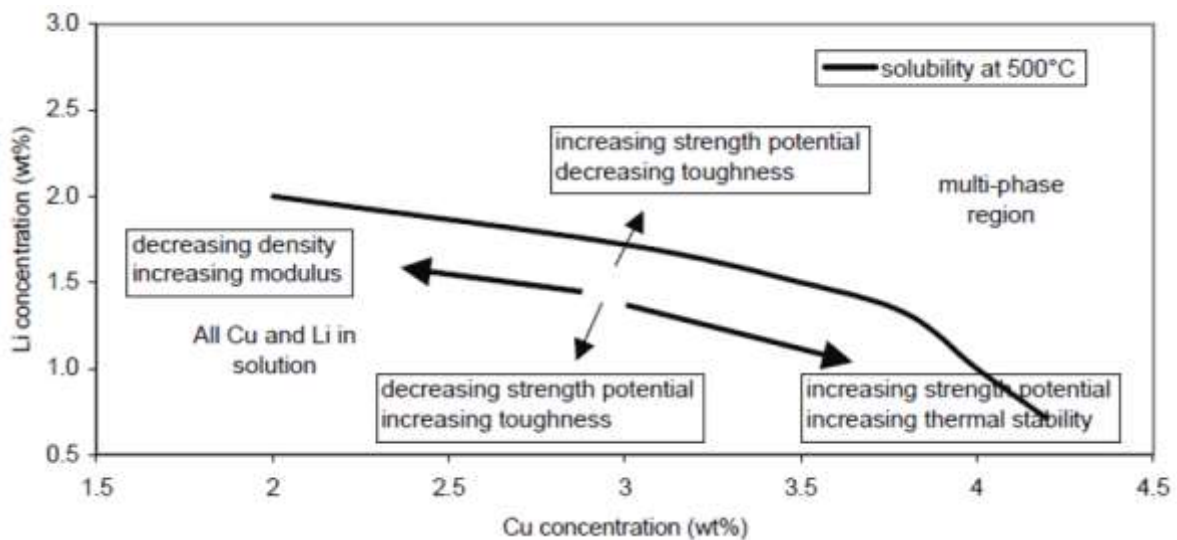 3.0
2.5
2.0
1.5
1.0
0.5
Li concentration (wt%)
solubility at 500°C
increasing strength potential
decreasing toughness
multi-phase
region
decreasing density
increasing modulus
All Cu and Li in
solution
decreasing strength potential
increasing toughness
increasing strength potential
increasing thermal stability
1.5
2
2.5
3
3.5
4
4.5
Cu concentration (wt%)